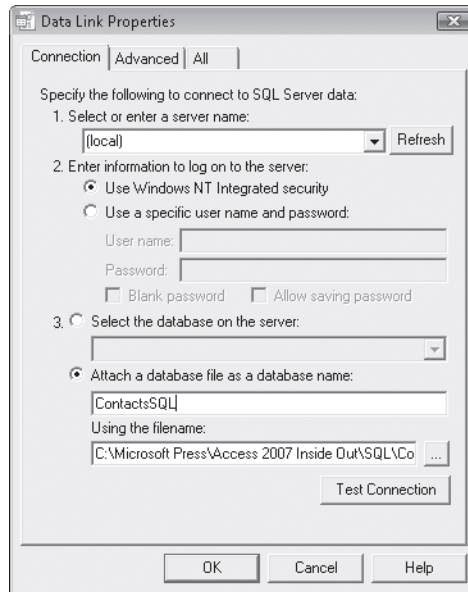 Data Link Properties
Connection Advanced All
Specify the following to connect to SQL Server data:
1. Select or enter a server name:
(local) Refresh
2. Enter information to log on to the server:
Use Windows NT Integrated security
Use a specific user name and password:
User name:
Password:
Blank password Allow saving password
3. Select the database on the server:
Attach a database file as a database name:
ContactsSQL
Using the filename:
C:\Microsoft Press\Access 2007 Inside Out\SQL\Co ...
Test Connection
OK Cancel Help